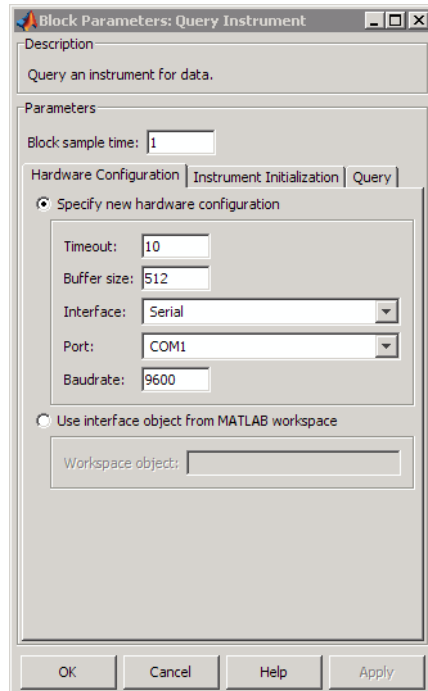 Block Parameters: Query Instrument
Description
Query an instrument for data.
Parameters
Block sample time: 1
Hardware Configuration Instrument Initialization Query
Specify new hardware configuration
Timeout: 10
Buffer size: 512
Interface: Serial
Port: COM1
Baudrate: 9600
Use interface object from MATLAB workspace
Workspace object:
OK Cancel Help Apply